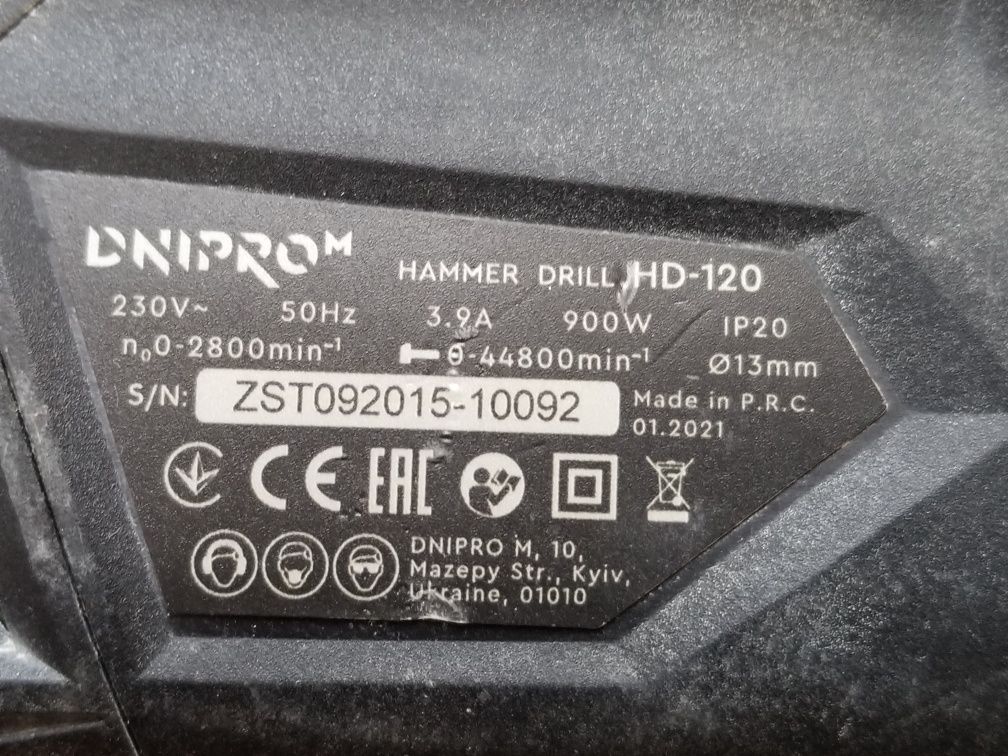 DNIPRO M
HAMMER DRILL HD-120
230V~ 50Hz 3.9A 900W IP20
n₀0-2800min⁻¹ 0-44800min⁻¹ Ø13mm
S/N: ZST092015-10092 Made in P.R.C.
01.2021
CE EAC
DNIPRO M, 10,
Mazepy Str., Kyiv,
Ukraine, 01010